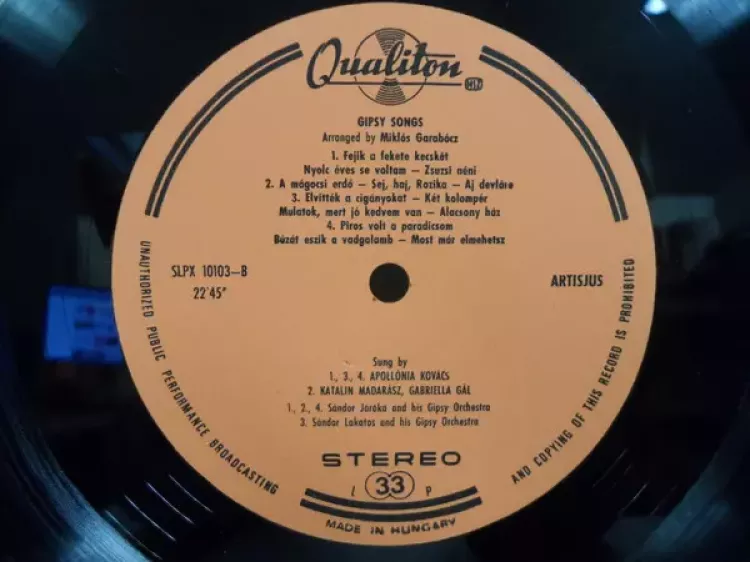 Qualiton
MHV
GIPSY SONGS
Arranged by Miklós Garabócz
1. Fejik a fekete kecskét
Nyolc éves se voltam – Zsuzsi néni
2. A mágocsi erdő – Sej, haj, Rozika – Aj devlále
3. Elvitték a cigányokat – Két kolompér
Mulatok, mert jó kedvem van – Alacsony ház
4. Piros volt a paradicsom
Búzát eszik a vadgalamb – Most már elmehetsz
SLPX 10103–B
22'45"
ARTISJUS
Sung by
1., 3., 4. APOLLÓNIA KOVÁCS
2. KATALIN MADARÁSZ, GABRIELLA GÁL
1., 2., 4. Sándor Járóka and his Gipsy Orchestra
3. Sándor Lakatos and his Gipsy Orchestra
STEREO
L 33 P
MADE IN HUNGARY
UNAUTHORIZED PUBLIC PERFORMANCE BROADCASTING
AND COPYING OF THIS RECORD IS PROHIBITED